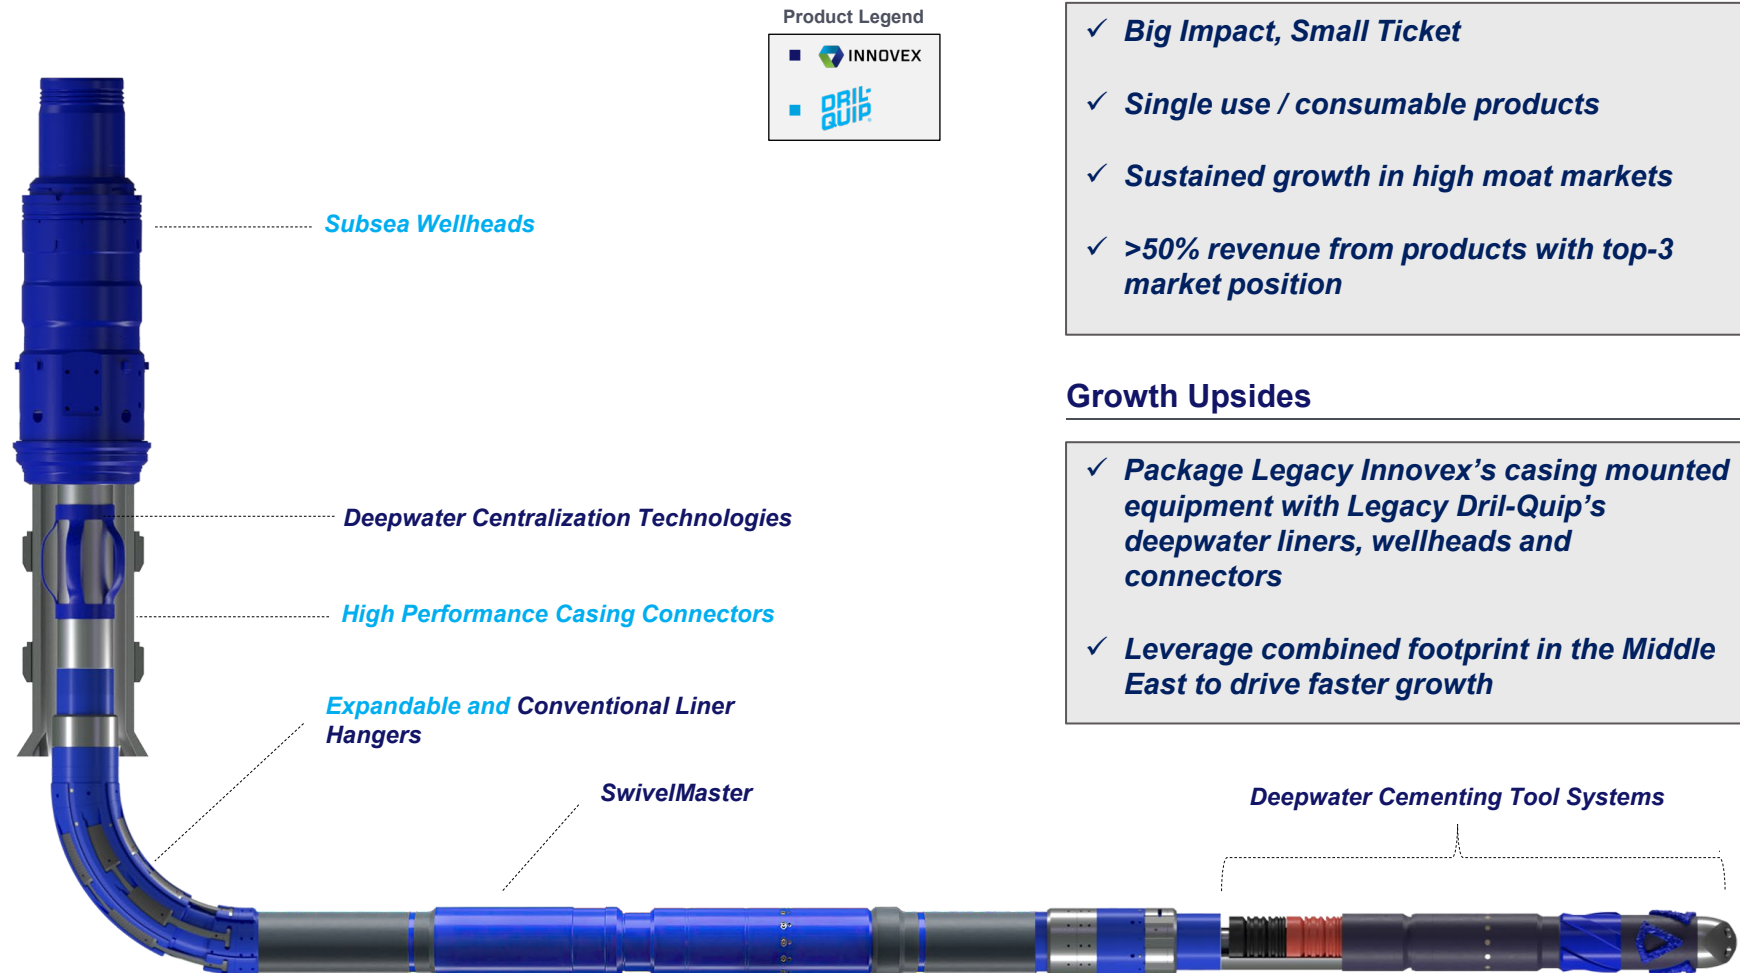 Product Legend
INNOVEX
DRIL-
QUIP
✓ Big Impact, Small Ticket
✓ Single use / consumable products
✓ Sustained growth in high moat markets
✓ >50% revenue from products with top-3
market position
Growth Upsides
✓ Package Legacy Innovex’s casing mounted
equipment with Legacy Dril-Quip’s
deepwater liners, wellheads and
connectors
✓ Leverage combined footprint in the Middle
East to drive faster growth
Subsea Wellheads
Deepwater Centralization Technologies
High Performance Casing Connectors
Expandable and Conventional Liner
Hangers
SwivelMaster
Deepwater Cementing Tool Systems